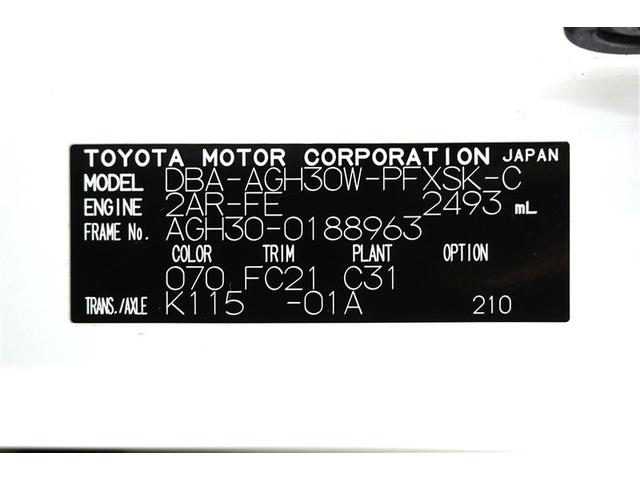 TOYOTA MOTOR CORPORATION JAPAN
MODEL DBA-AGH30W-PFXSK-C
ENGINE 2AR-FE 2493 mL
FRAME No. AGH30-0188963
COLOR TRIM PLANT OPTION
070 FC21 C31
TRANS./AXLE K115 -01A 210